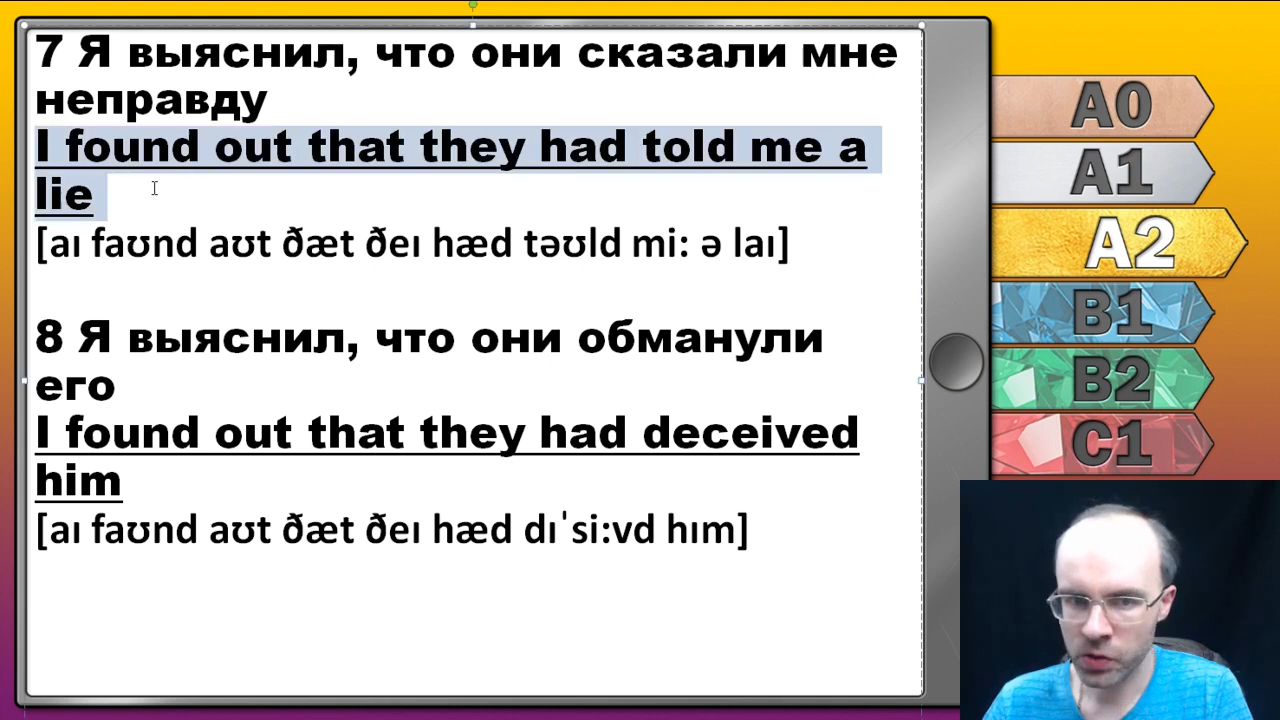 7 Я выяснил, что они сказали мне
неправду
I found out that they had told me a
lie
[aɪ faʊnd aʊt ðæt ðeɪ hæd təʊld mi: ə laɪ]
8 Я выяснил, что они обманули
его
I found out that they had deceived
him
[aɪ faʊnd aʊt ðæt ðeɪ hæd dɪˈsi:vd hɪm]
A0
A1
A2
B1
B2
C1